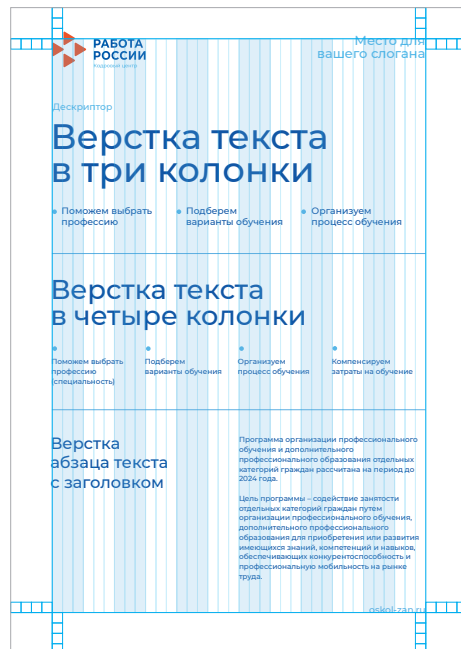 РАБОТА
РОССИИ
Кадровый центр
Место для
вашего слогана
Дескриптор
Верстка текста
в три колонки
Поможем выбрать
профессию
Подберем
варианты обучения
Организуем
процесс обучения
Верстка текста
в четыре колонки
Поможем выбрать
профессию
(специальность)
Подберем
варианты обучения
Организуем
процесс обучения
Компенсируем
затраты на обучение
Верстка
абзаца текста
с заголовком
Программа организации профессионального
обучения и дополнительного
профессионального образования отдельных
категорий граждан рассчитана на период до
2024 года.
Цель программы – содействие занятости
отдельных категорий граждан путем
организации профессионального обучения,
дополнительного профессионального
образования для приобретения или развития
имеющихся знаний, компетенций и навыков,
обеспечивающих конкурентоспособность и
профессиональную мобильность на рынке
труда.
oskol-zan.ru